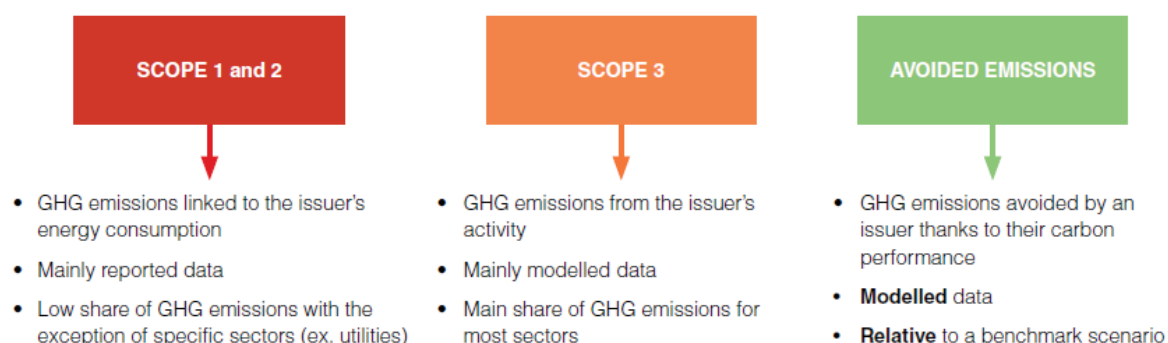 SCOPE 1 and 2
SCOPE 3
AVOIDED EMISSIONS
• GHG emissions linked to the issuer's
energy consumption
• Mainly reported data
• Low share of GHG emissions with the
exception of specific sectors (ex. utilities)
• GHG emissions from the issuer's
activity
• Mainly modelled data
• Main share of GHG emissions for
most sectors
• GHG emissions avoided by an
issuer thanks to their carbon
performance
• Modelled data
• Relative to a benchmark scenario